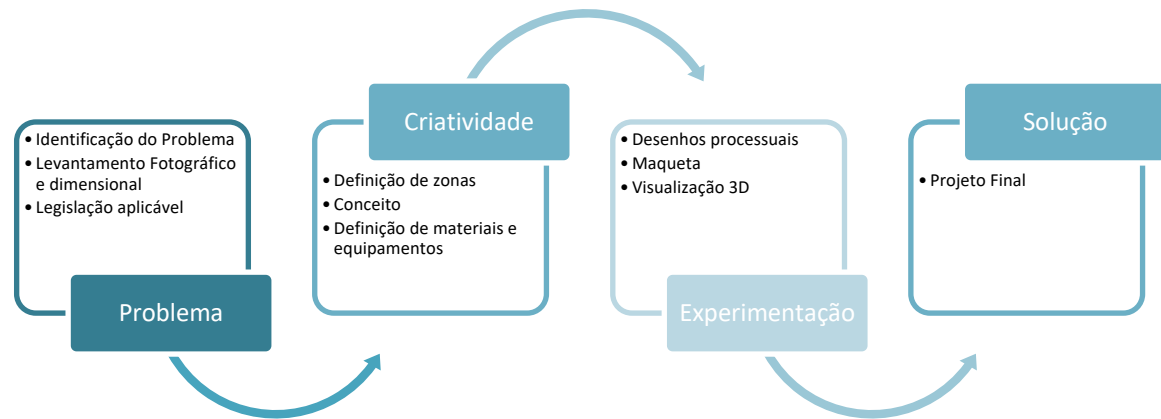 • Identificação do Problema
• Levantamento Fotográfico
e dimensional
• Legislação aplicável
Problema
Criatividade
• Definição de zonas
• Conceito
• Definição de materiais e
equipamentos
• Desenhos processuais
• Maqueta
• Visualização 3D
Experimentação
Solução
• Projeto Final